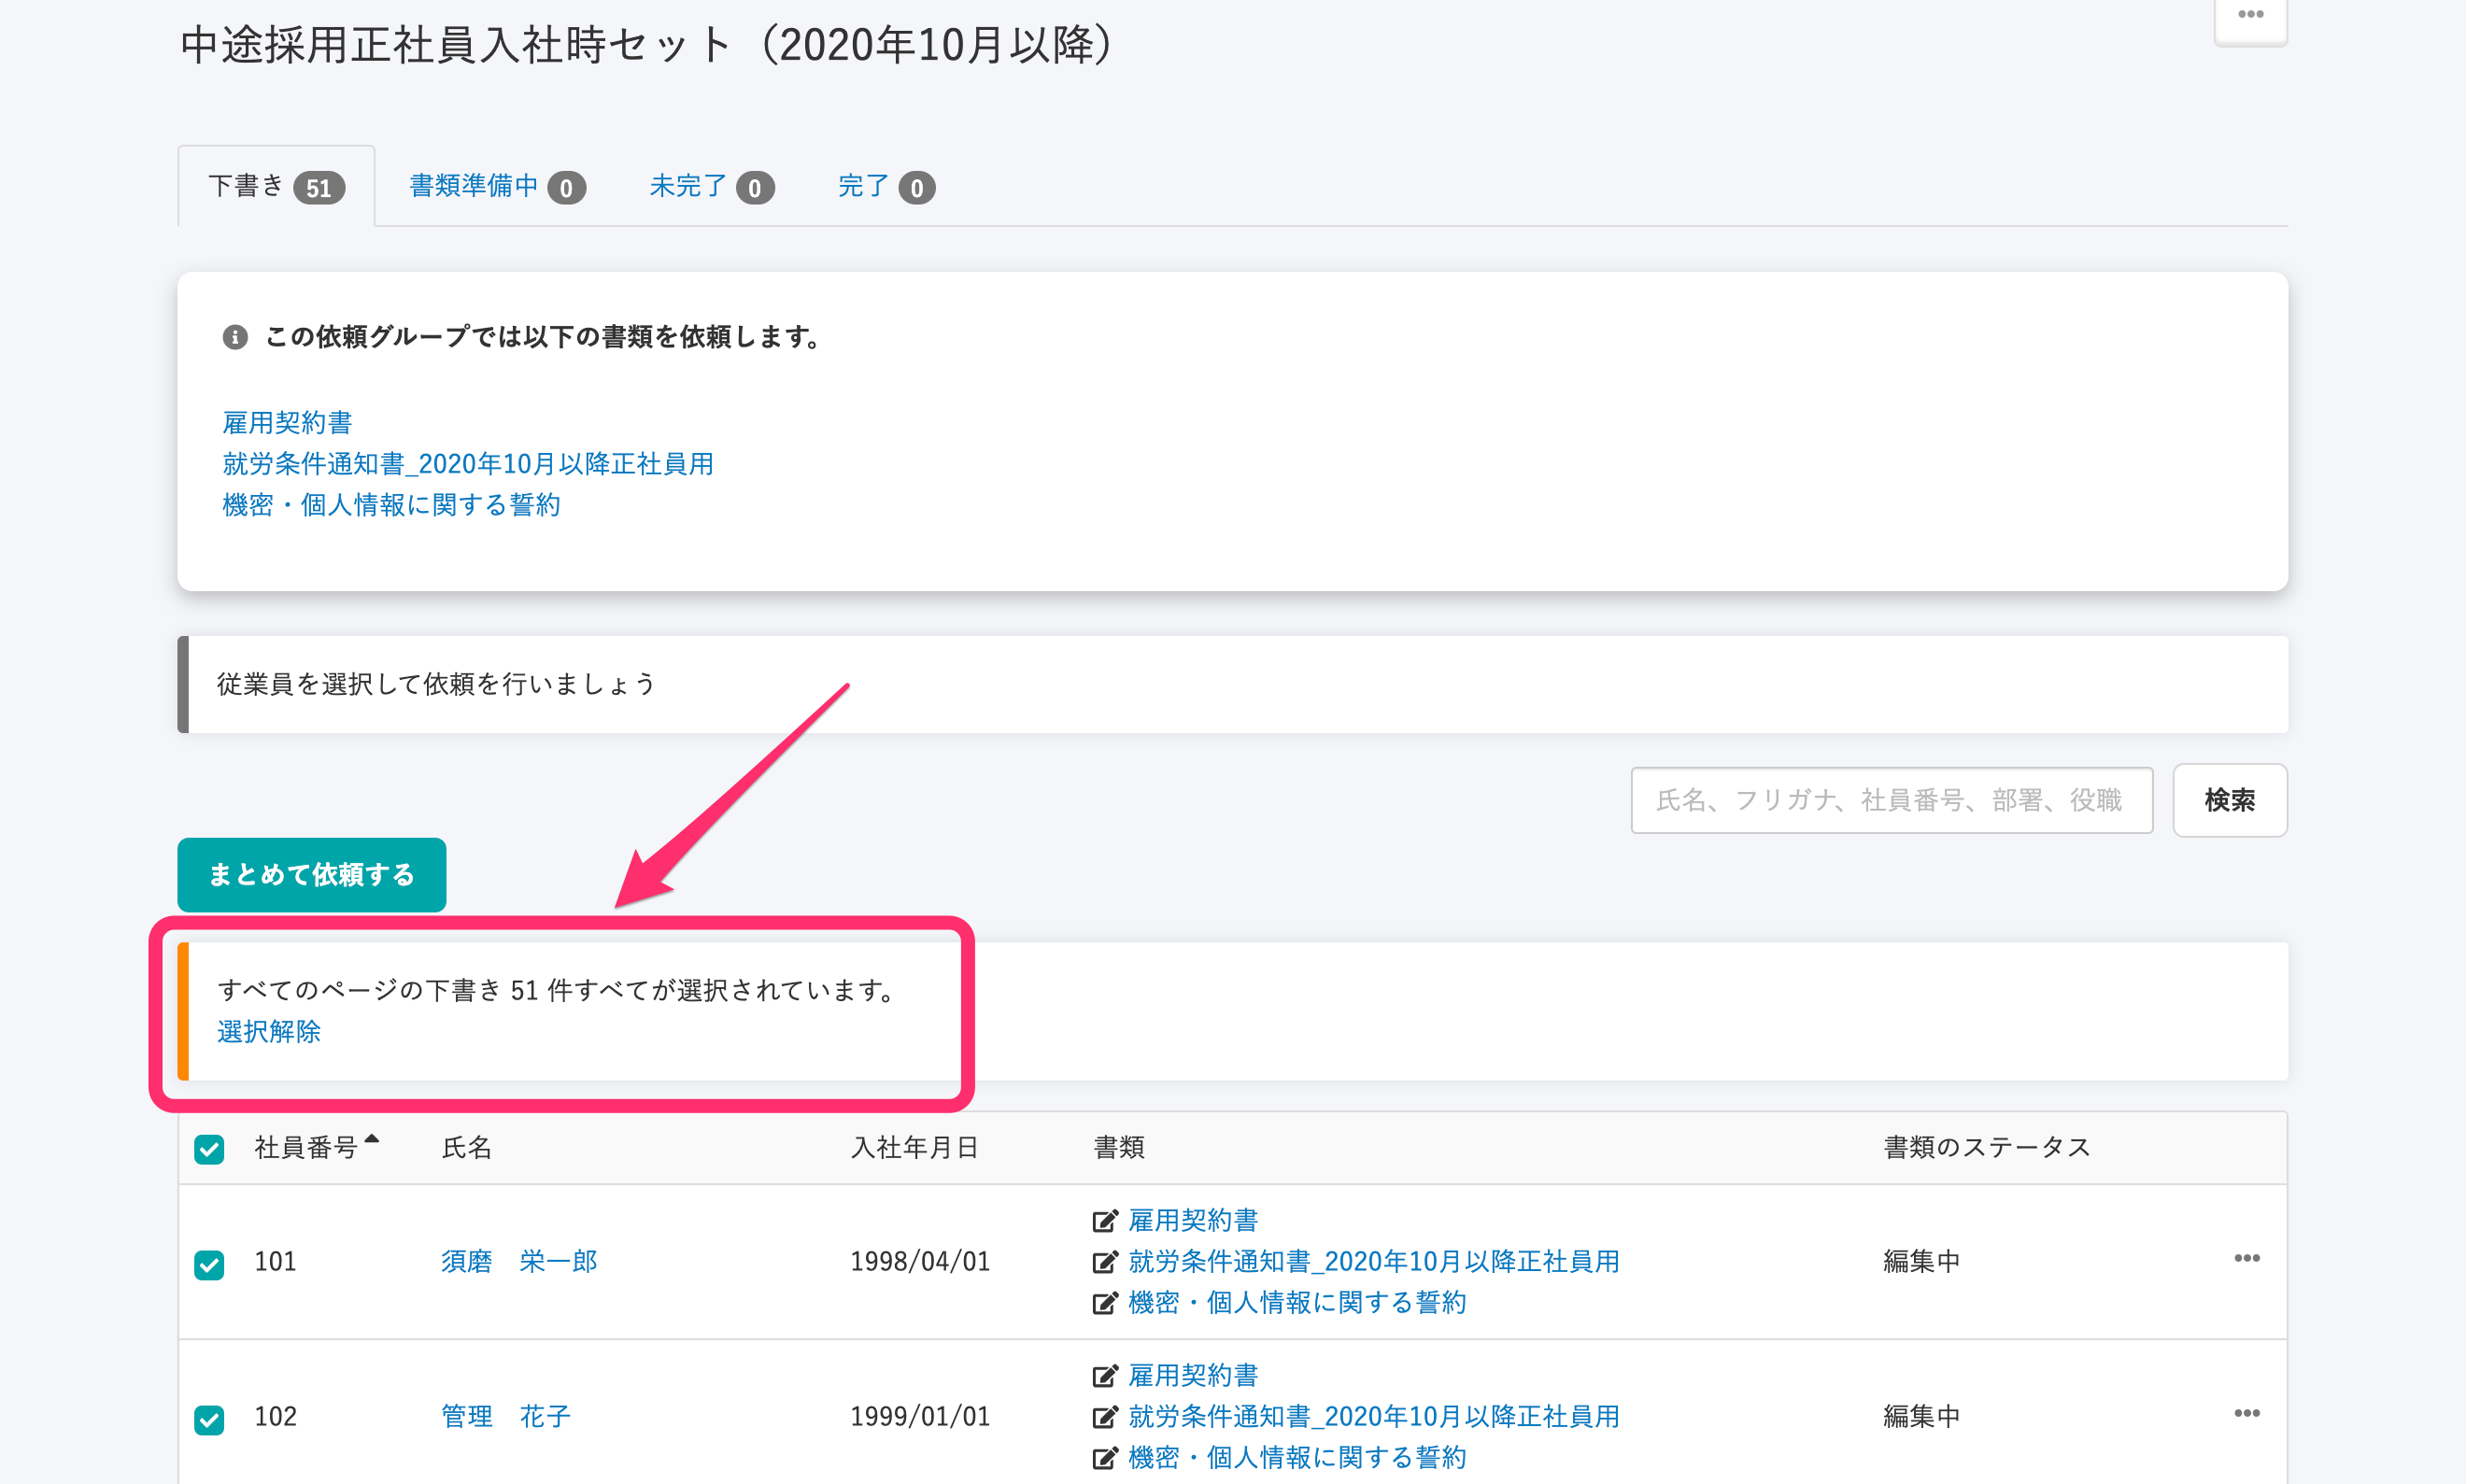 中途採用正社員入社時セット（2020年10月以降）
下書き 51 書類準備中 0 未完了 0 完了 0
この依頼グループでは以下の書類を依頼します。
雇用契約書
就労条件通知書_2020年10月以降正社員用
機密・個人情報に関する誓約
従業員を選択して依頼を行いましょう
氏名、フリガナ、社員番号、部署、役職 検索
まとめて依頼する
すべてのページの下書き 51 件すべてが選択されています。
選択解除
社員番号 氏名 入社年月日 書類 書類のステータス
雇用契約書
101 須磨　栄一郎 1998/04/01 就労条件通知書_2020年10月以降正社員用 編集中
機密・個人情報に関する誓約
雇用契約書
102 管理　花子 1999/01/01 就労条件通知書_2020年10月以降正社員用 編集中
機密・個人情報に関する誓約